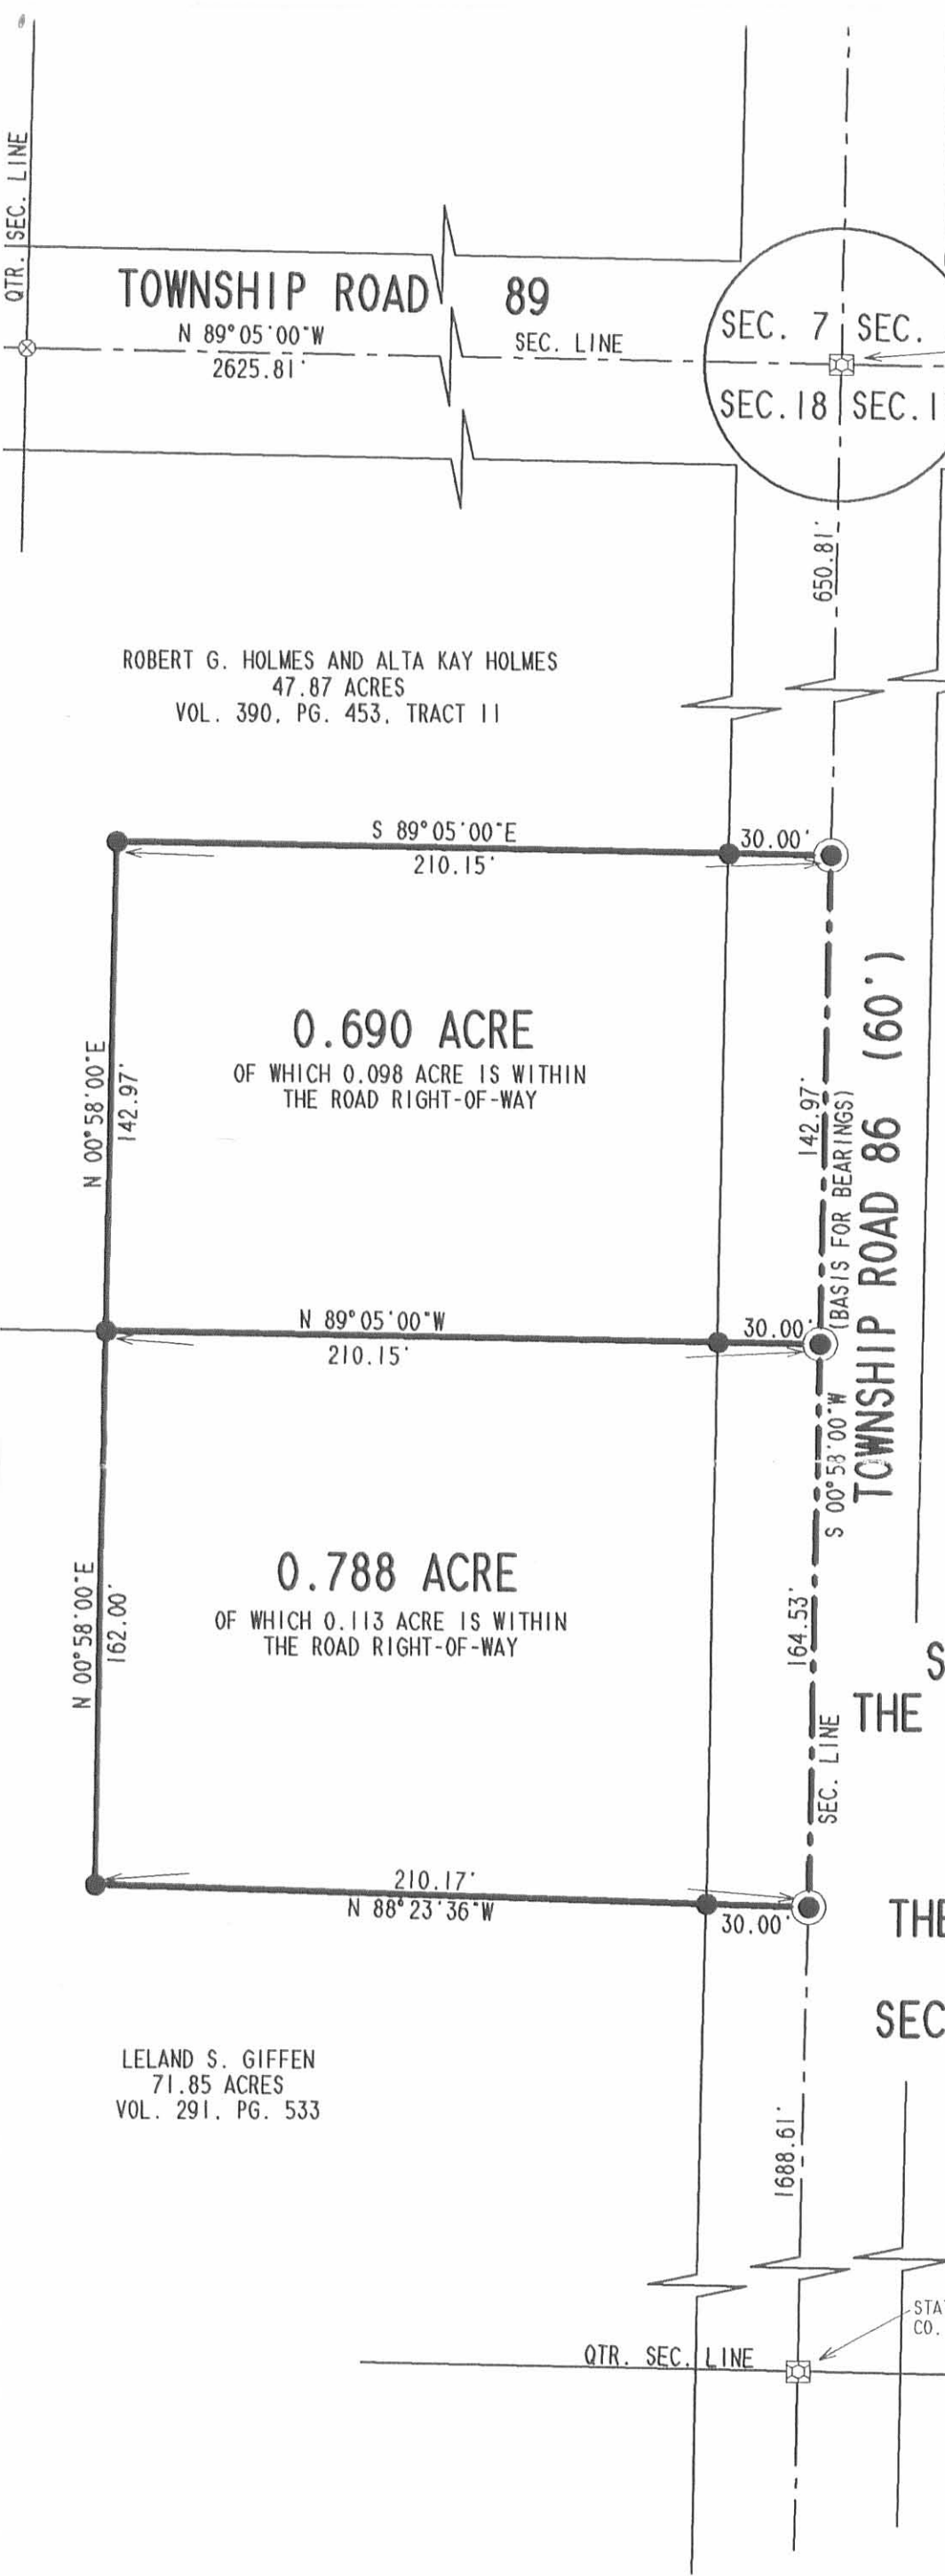 QTR. SEC. LINE
TOWNSHIP ROAD 89
N 89°05'00"W
2625.81'
SEC. LINE
SEC. 7
SEC.
SEC. 18
SEC. 1
650.81'
ROBERT G. HOLMES AND ALTA KAY HOLMES
47.87 ACRES
VOL. 390, PG. 453, TRACT II
S 89°05'00"E
210.15'
30.00'
0.690 ACRE
OF WHICH 0.098 ACRE IS WITHIN
THE ROAD RIGHT-OF-WAY
N 00°58'00"E
142.97'
142.97'
(BASIS FOR BEARINGS)
TOWNSHIP ROAD 86 (60')
N 89°05'00"W
210.15'
30.00'
S 00°58'00"W
0.788 ACRE
OF WHICH 0.113 ACRE IS WITHIN
THE ROAD RIGHT-OF-WAY
N 00°58'00"E
162.00'
164.53'
S
THE
SEC. LINE
210.17'
N 88°23'36"W
30.00'
THE
SEC
LELAND S. GIFFEN
71.85 ACRES
VOL. 291, PG. 533
1688.61'
STA
CO.
QTR. SEC. LINE